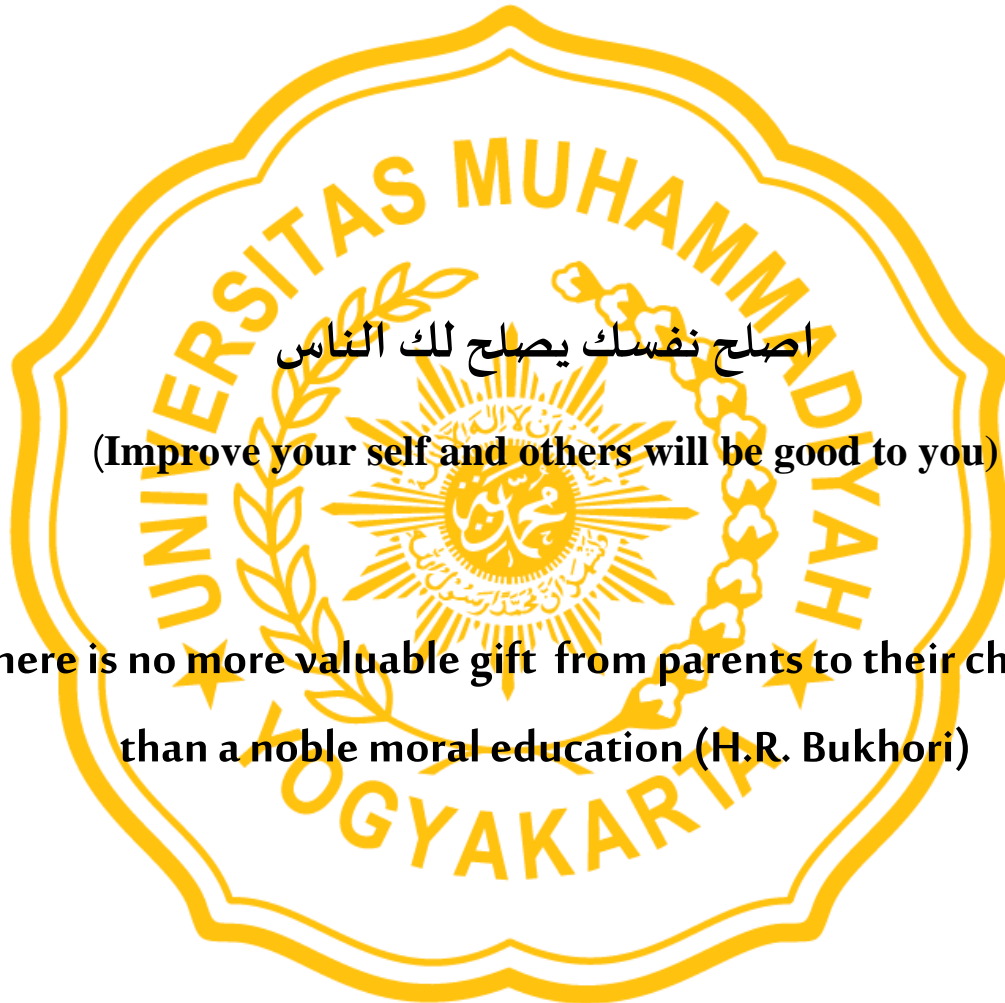 UNIVERSITAS MUHAMMADIYAH
اصلح نفسك يصلح لك الناس
(Improve your self and others will be good to you)
here is no more valuable gift from parents to their ch
than a noble moral education (H.R. Bukhori)
YOGYAKARTA